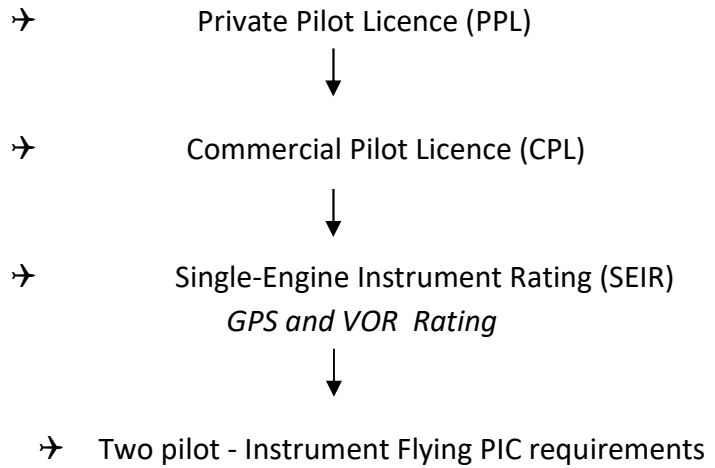 ✈ Private Pilot Licence (PPL)
✈ Commercial Pilot Licence (CPL)
✈ Single-Engine Instrument Rating (SEIR)
GPS and VOR Rating
✈ Two pilot - Instrument Flying PIC requirements